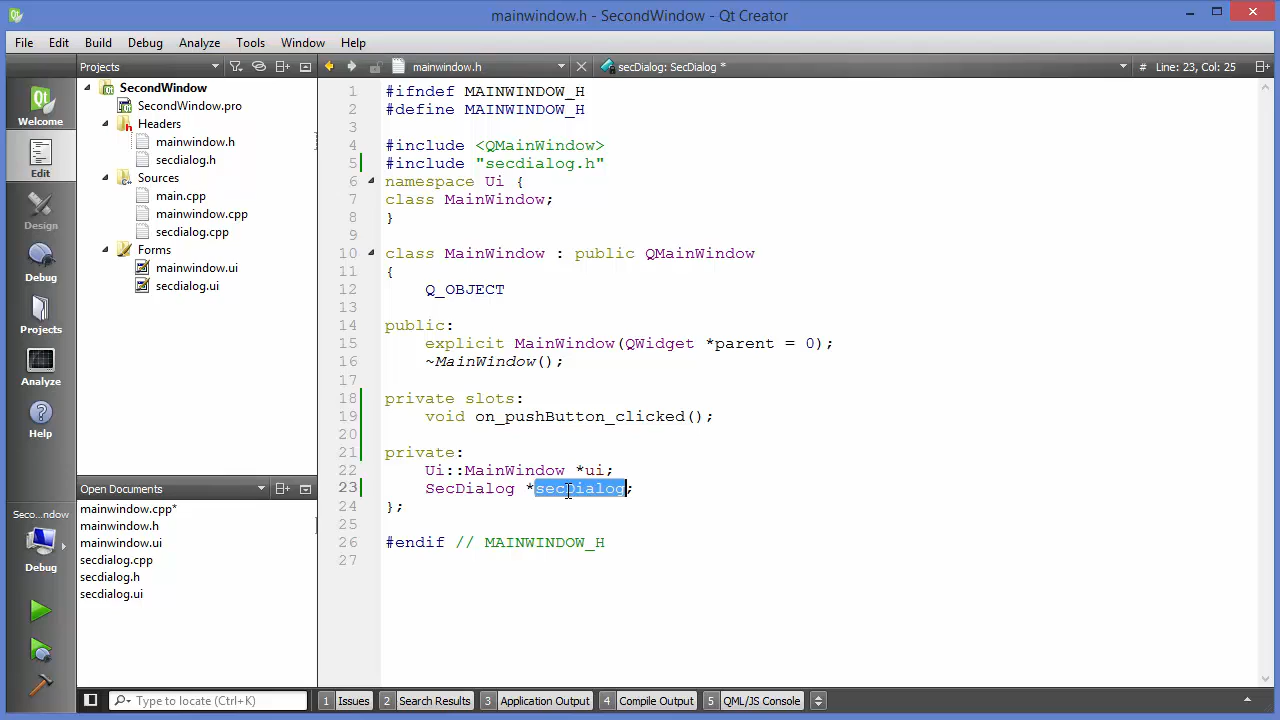 mainwindow.h - SecondWindow - Qt Creator
File Edit Build Debug Analyze Tools Window Help
Projects
mainwindow.h
secDialog: SecDialog *
Line: 23, Col: 25
Qt
Welcome
Edit
Design
Debug
Projects
Analyze
Help
Seco...ndow
Debug
SecondWindow
SecondWindow.pro
Headers
mainwindow.h
secdialog.h
Sources
main.cpp
mainwindow.cpp
secdialog.cpp
Forms
mainwindow.ui
secdialog.ui
Open Documents
mainwindow.cpp*
mainwindow.h
mainwindow.ui
secdialog.cpp
secdialog.h
secdialog.ui
1 #ifndef MAINWINDOW_H
2 #define MAINWINDOW_H
3
4 #include <QMainWindow>
5 #include "secdialog.h"
6 namespace Ui {
7 class MainWindow;
8 }
9
10 class MainWindow : public QMainWindow
11 {
12 Q_OBJECT
13
14 public:
15 explicit MainWindow(QWidget *parent = 0);
16 ~MainWindow();
17
18 private slots:
19 void on_pushButton_clicked();
20
21 private:
22 Ui::MainWindow *ui;
23 SecDialog *secDialog;
24 };
25
26 #endif // MAINWINDOW_H
27
Type to locate (Ctrl+K)
1 Issues 2 Search Results 3 Application Output 4 Compile Output 5 QML/JS Console